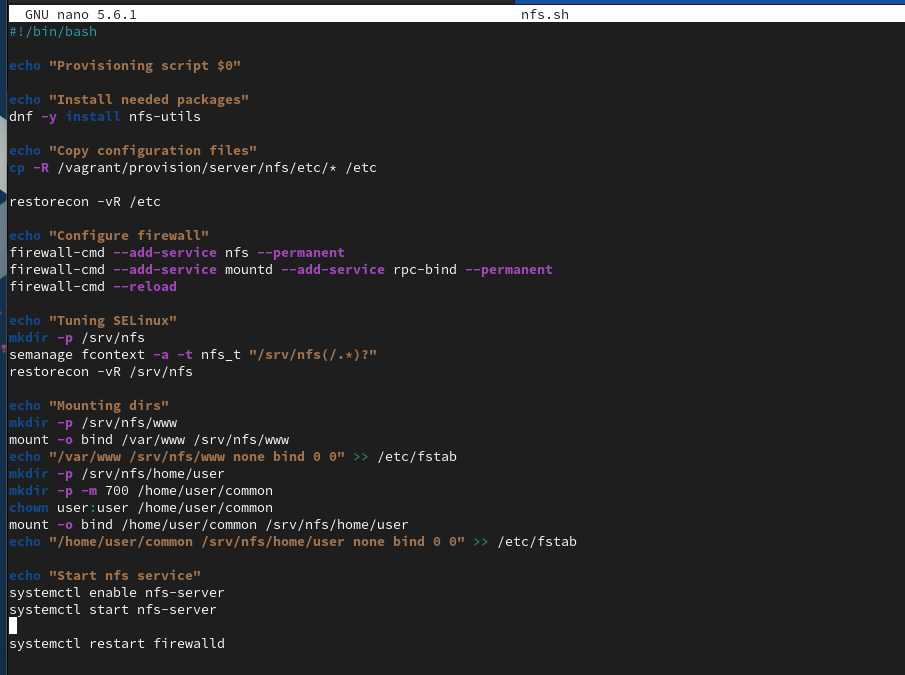 GNU nano 5.6.1 nfs.sh
#!/bin/bash
echo "Provisioning script $0"
echo "Install needed packages"
dnf -y install nfs-utils
echo "Copy configuration files"
cp -R /vagrant/provision/server/nfs/etc/* /etc
restorecon -vR /etc
echo "Configure firewall"
firewall-cmd --add-service nfs --permanent
firewall-cmd --add-service mountd --add-service rpc-bind --permanent
firewall-cmd --reload
echo "Tuning SELinux"
mkdir -p /srv/nfs
semanage fcontext -a -t nfs_t "/srv/nfs(/.*)?"
restorecon -vR /srv/nfs
echo "Mounting dirs"
mkdir -p /srv/nfs/www
mount -o bind /var/www /srv/nfs/www
echo "/var/www /srv/nfs/www none bind 0 0" >> /etc/fstab
mkdir -p /srv/nfs/home/user
mkdir -p -m 700 /home/user/common
chown user:user /home/user/common
mount -o bind /home/user/common /srv/nfs/home/user
echo "/home/user/common /srv/nfs/home/user none bind 0 0" >> /etc/fstab
echo "Start nfs service"
systemctl enable nfs-server
systemctl start nfs-server
systemctl restart firewalld